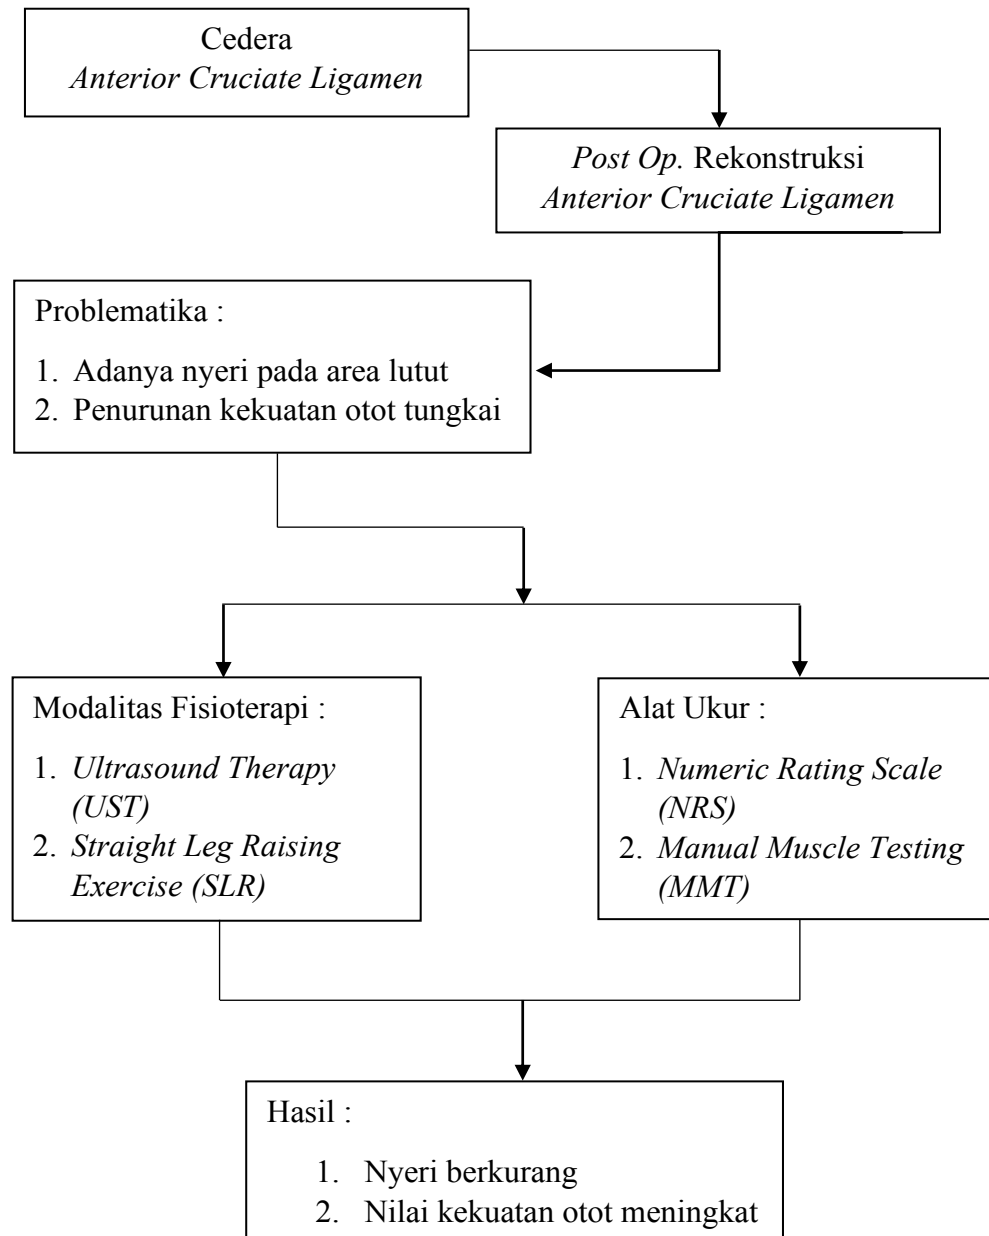 Cedera
Anterior Cruciate Ligamen
Post Op. Rekonstruksi
Anterior Cruciate Ligamen
Problematika :
1. Adanya nyeri pada area lutut
2. Penurunan kekuatan otot tungkai
Modalitas Fisioterapi :
1. Ultrasound Therapy
(UST)
2. Straight Leg Raising
Exercise (SLR)
Alat Ukur :
1. Numeric Rating Scale
(NRS)
2. Manual Muscle Testing
(MMT)
Hasil :
1. Nyeri berkurang
2. Nilai kekuatan otot meningkat